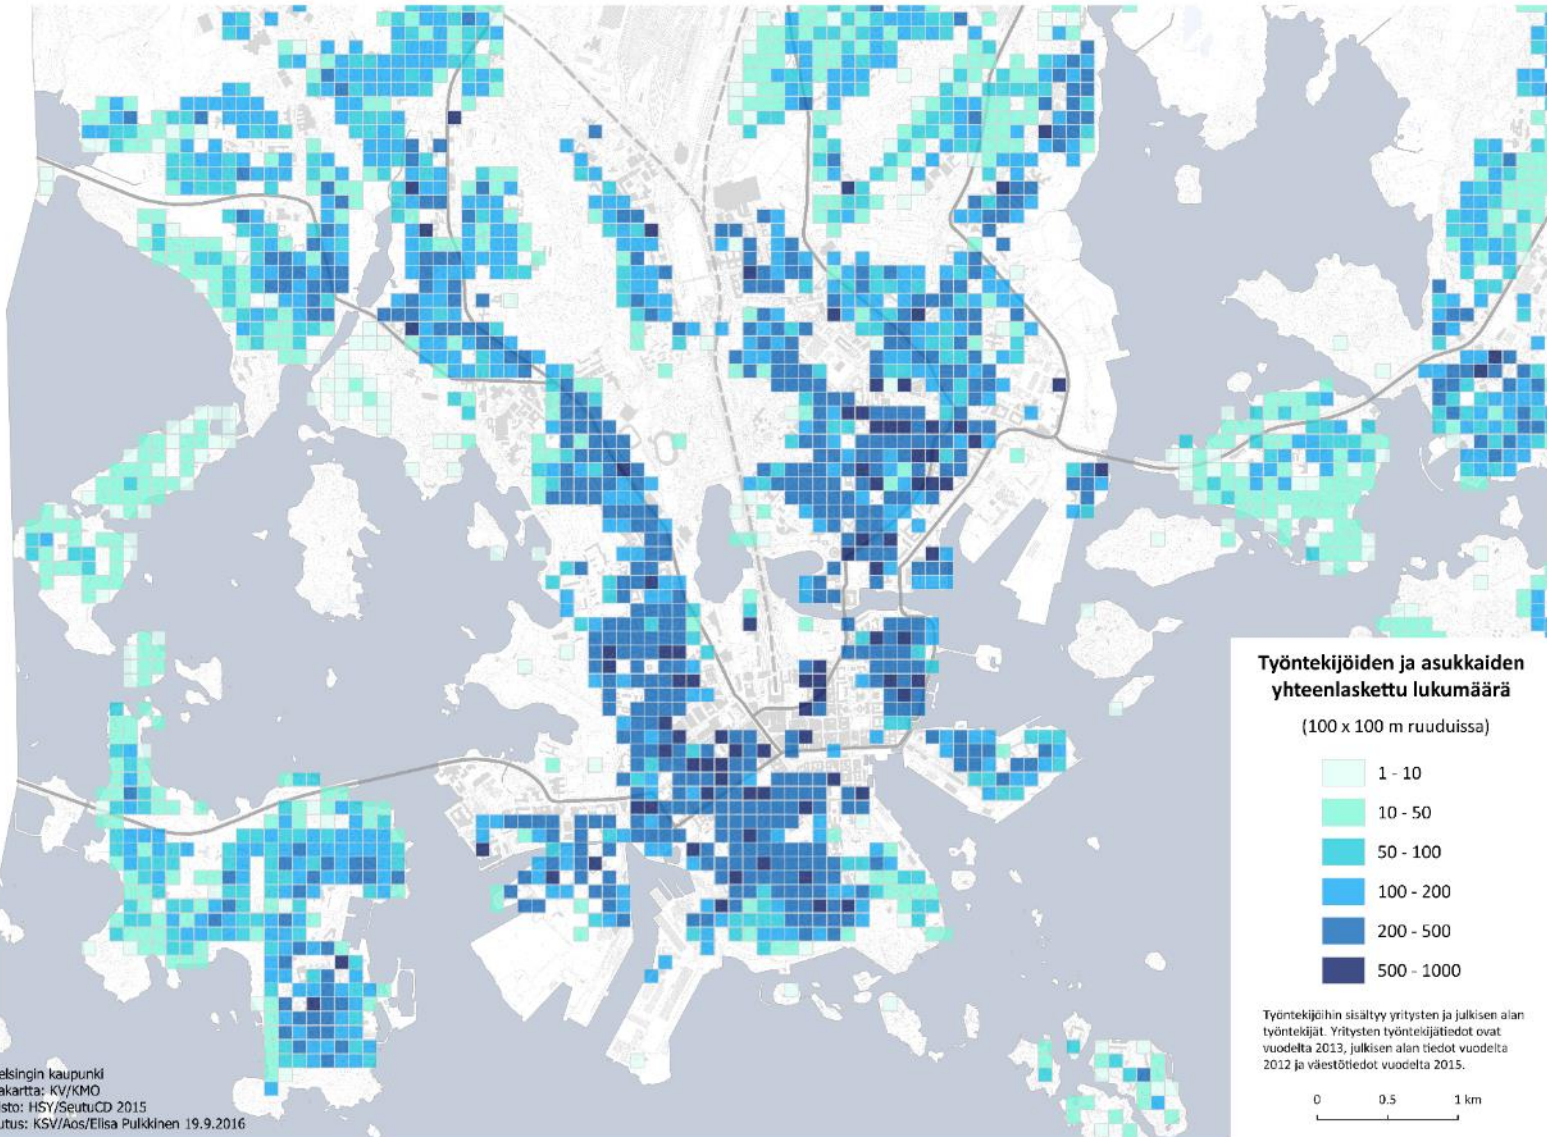 Työntekijöiden ja asukkaiden
yhteenlaskettu lukumäärä
(100 x 100 m ruuduissa)
1 - 10
10 - 50
50 - 100
100 - 200
200 - 500
500 - 1000
Työntekijöihin sisältyy yritysten ja julkisen alan
työntekijät. Yritysten työntekijätiedot ovat
vuodelta 2013, julkisen alan tiedot vuodelta
2012 ja väestötiedot vuodelta 2015.
0 0.5 1 km
elsingin kaupunki
akartta: KV/KMO
isto: HSY/SeutuCD 2015
utus: KSV/Aos/Elisa Pulkkinen 19.9.2016